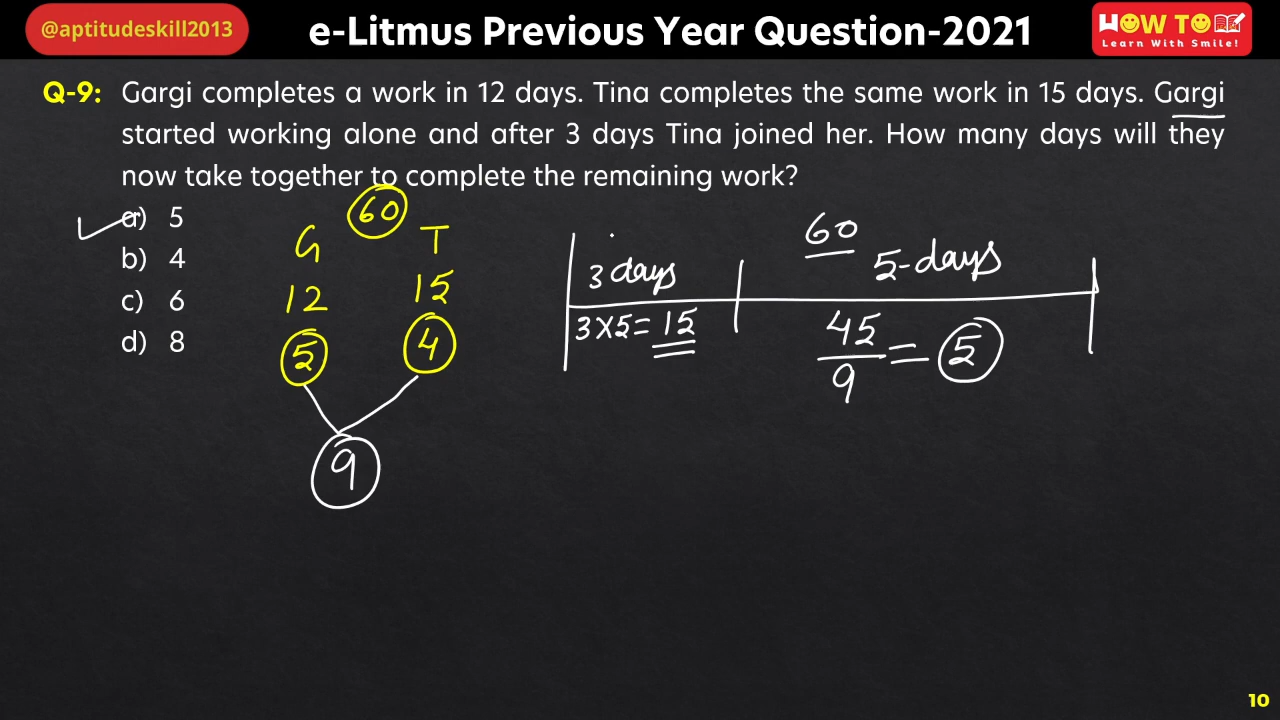 @aptitudeskill2013
e-Litmus Previous Year Question-2021
HOW TO
Learn With Smile!
Q-9: Gargi completes a work in 12 days. Tina completes the same work in 15 days. Gargi
started working alone and after 3 days Tina joined her. How many days will they
now take together to complete the remaining work?
a) 5
b) 4
c) 6
d) 8
60
G T
12 15
5 4
9
60
3 days 5-days
3×5=15
45/9 = 5
10